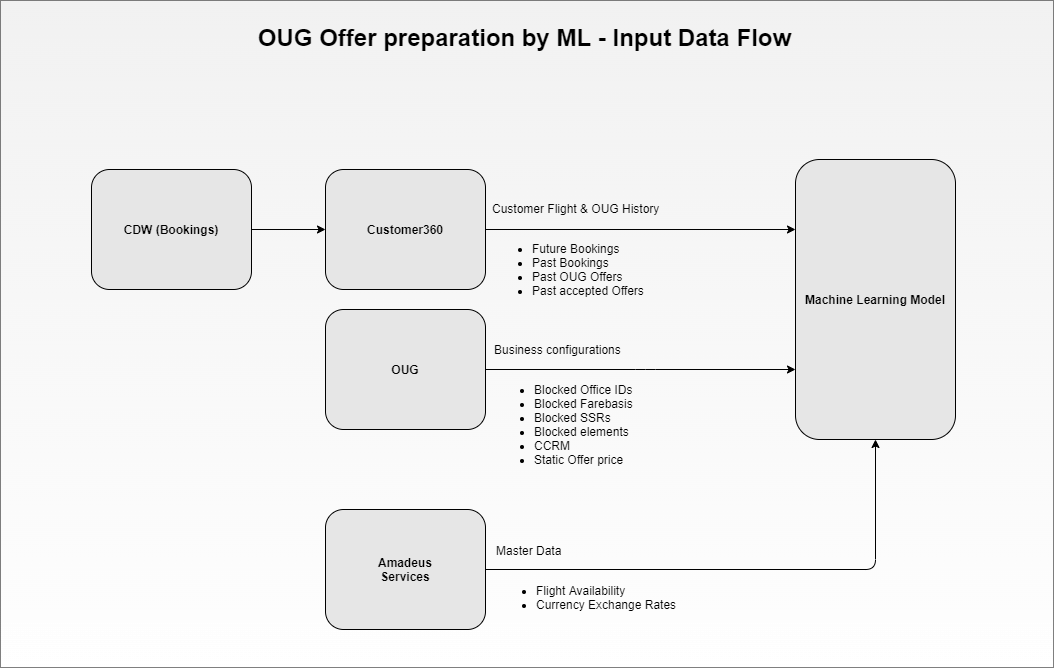 OUG Offer preparation by ML - Input Data Flow
CDW (Bookings)
Customer360
Customer Flight & OUG History
Future Bookings
Past Bookings
Past OUG Offers
Past accepted Offers
Machine Learning Model
OUG
Business configurations
Blocked Office IDs
Blocked Farebasis
Blocked SSRs
Blocked elements
CCRM
Static Offer price
Amadeus
Services
Master Data
Flight Availability
Currency Exchange Rates